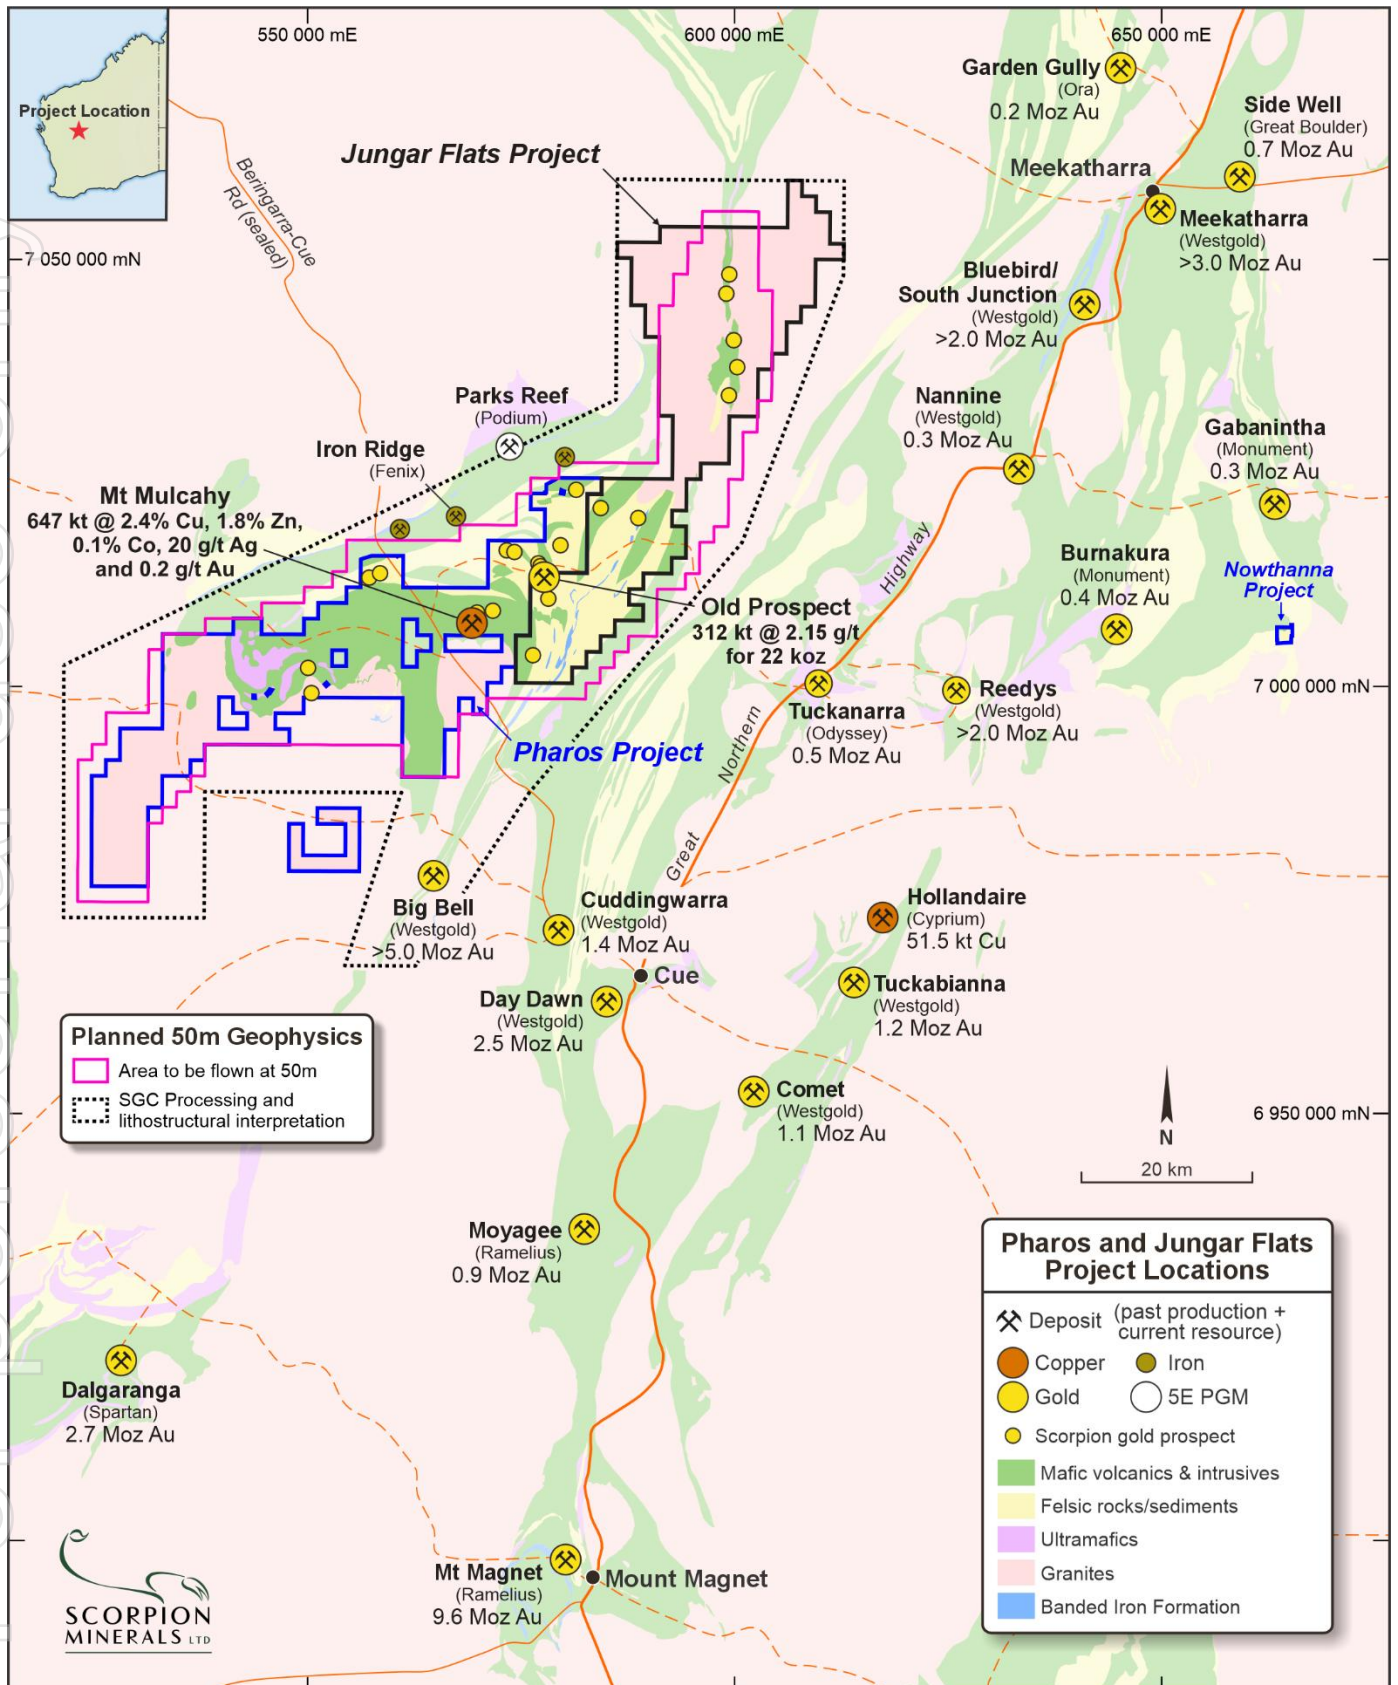 550 000 mE
600 000 mE
650 000 mE
Project Location
Garden Gully
(Ora)
0.2 Moz Au
Side Well
(Great Boulder)
0.7 Moz Au
Beringarra-Cue
Rd (sealed)
Jungar Flats Project
Meekatharra
Meekatharra
(Westgold)
>3.0 Moz Au
7 050 000 mN
Bluebird/
South Junction
(Westgold)
>2.0 Moz Au
Parks Reef
(Podium)
Nannine
(Westgold)
0.3 Moz Au
Gabanintha
(Monument)
0.3 Moz Au
Iron Ridge
(Fenix)
Mt Mulcahy
647 kt @ 2.4% Cu, 1.8% Zn,
0.1% Co, 20 g/t Ag
and 0.2 g/t Au
Burnakura
(Monument)
0.4 Moz Au
Nowthanna
Project
Old Prospect
312 kt @ 2.15 g/t
for 22 koz
Great Northern Highway
7 000 000 mN
Reedys
(Westgold)
>2.0 Moz Au
Tuckanarra
(Odyssey)
0.5 Moz Au
Pharos Project
Big Bell
(Westgold)
>5.0 Moz Au
Cuddingwarra
(Westgold)
1.4 Moz Au
Hollandaire
(Cyprium)
51.5 kt Cu
Cue
Tuckabianna
(Westgold)
1.2 Moz Au
Day Dawn
(Westgold)
2.5 Moz Au
Planned 50m Geophysics
Area to be flown at 50m
SGC Processing and
lithostructural interpretation
Comet
(Westgold)
1.1 Moz Au
6 950 000 mN
N
20 km
Moyagee
(Ramelius)
0.9 Moz Au
Dalgaranga
(Spartan)
2.7 Moz Au
Pharos and Jungar Flats
Project Locations
Deposit (past production +
current resource)
Copper
Iron
Gold
5E PGM
Scorpion gold prospect
Mafic volcanics & intrusives
Felsic rocks/sediments
Ultramafics
Granites
Banded Iron Formation
Mt Magnet
(Ramelius)
9.6 Moz Au
Mount Magnet
SCORPION
MINERALS LTD